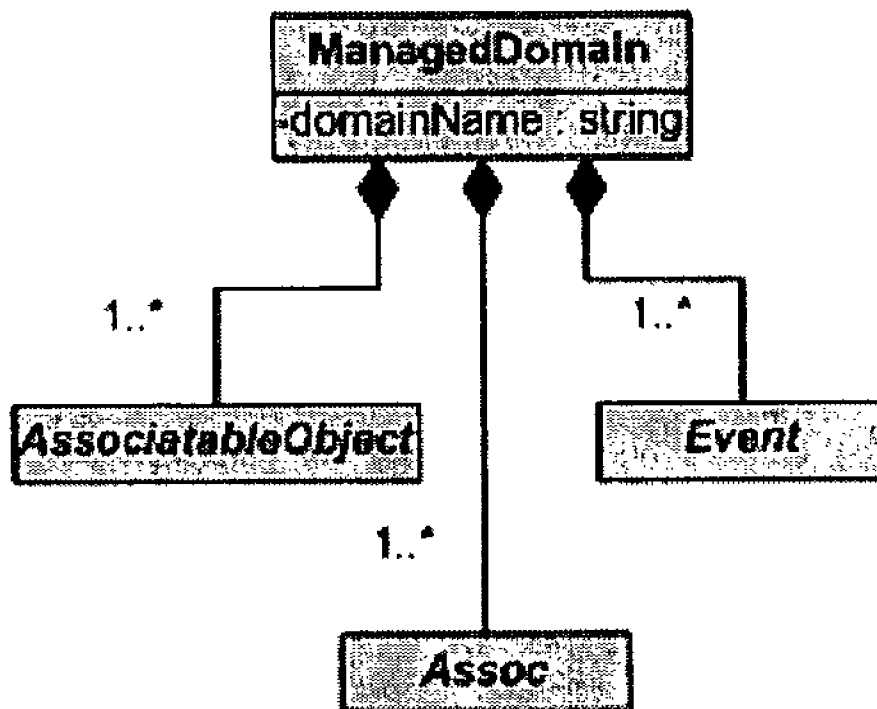 ManagedDomain
-domainName : string
1..*
1..*
AssociatableObject
Event
1..*
Assoc